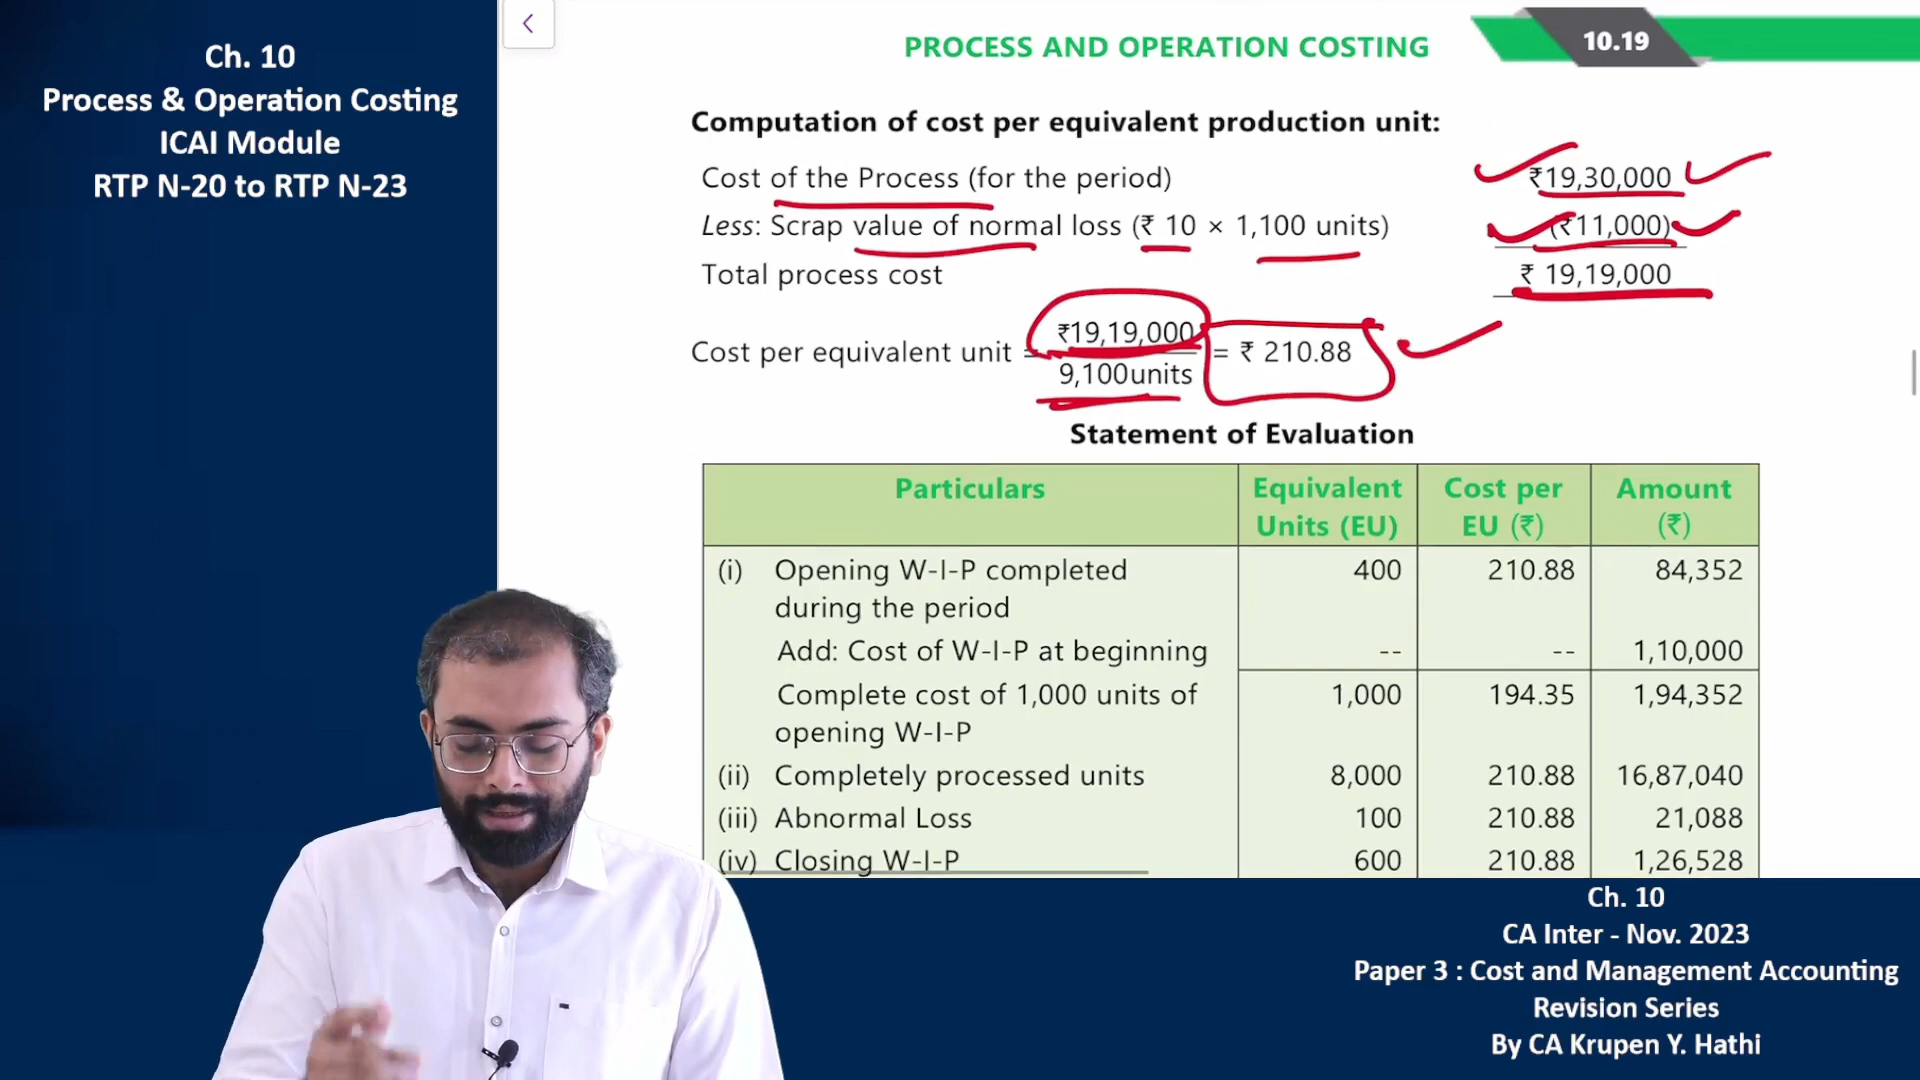 Ch. 10
Process & Operation Costing
ICAI Module
RTP N-20 to RTP N-23
PROCESS AND OPERATION COSTING
10.19
Computation of cost per equivalent production unit:
Cost of the Process (for the period) ₹19,30,000
Less: Scrap value of normal loss (₹ 10 × 1,100 units) (₹11,000)
Total process cost ₹ 19,19,000
Cost per equivalent unit = ₹19,19,000 / 9,100units = ₹ 210.88
Statement of Evaluation
Particulars Equivalent Units (EU) Cost per EU (₹) Amount (₹)
(i) Opening W-I-P completed during the period 400 210.88 84,352
Add: Cost of W-I-P at beginning -- -- 1,10,000
Complete cost of 1,000 units of opening W-I-P 1,000 194.35 1,94,352
(ii) Completely processed units 8,000 210.88 16,87,040
(iii) Abnormal Loss 100 210.88 21,088
(iv) Closing W-I-P 600 210.88 1,26,528
Ch. 10
CA Inter - Nov. 2023
Paper 3 : Cost and Management Accounting
Revision Series
By CA Krupen Y. Hathi